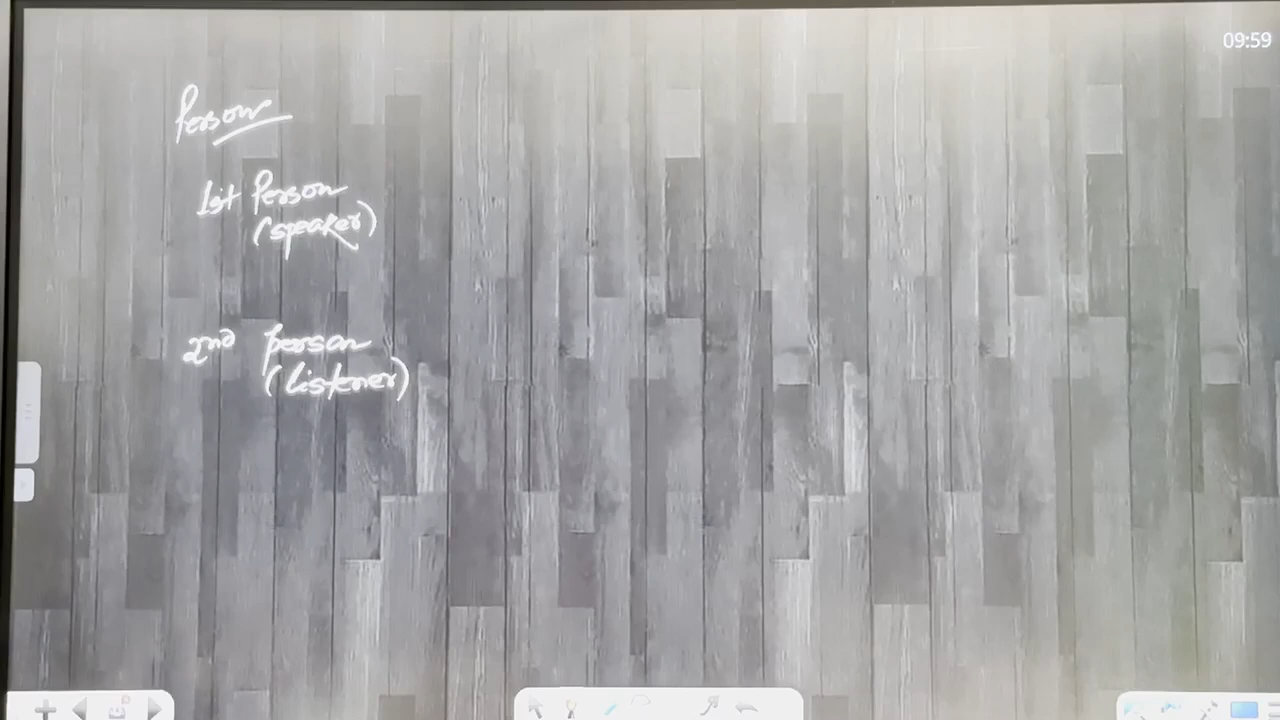 Person
1st Person
(speaker)
2nd person
(listener)
09:59